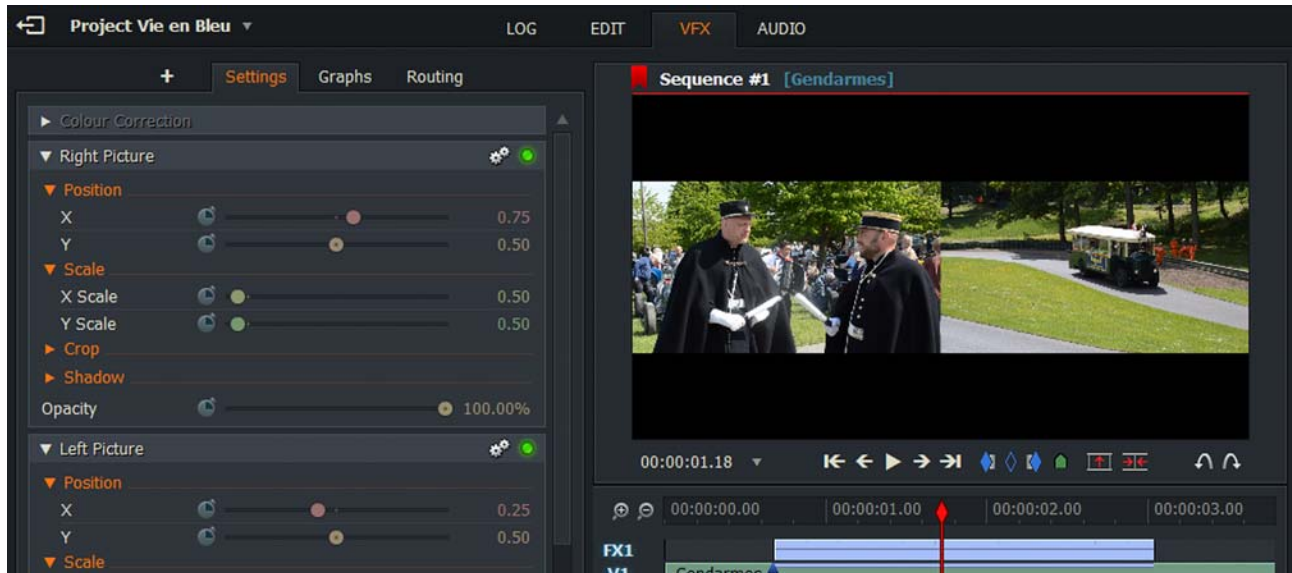 Project Vie en Bleu
LOG
EDIT
VFX
AUDIO
+
Settings
Graphs
Routing
Colour Correction
Right Picture
Position
X 0.75
Y 0.50
Scale
X Scale 0.50
Y Scale 0.50
Crop
Shadow
Opacity 100.00%
Left Picture
Position
X 0.25
Y 0.50
Scale
Sequence #1 [Gendarmes]
00:00:01.18
00:00:00.00 00:00:01.00 00:00:02.00 00:00:03.00
FX1
V1 Gendarmes